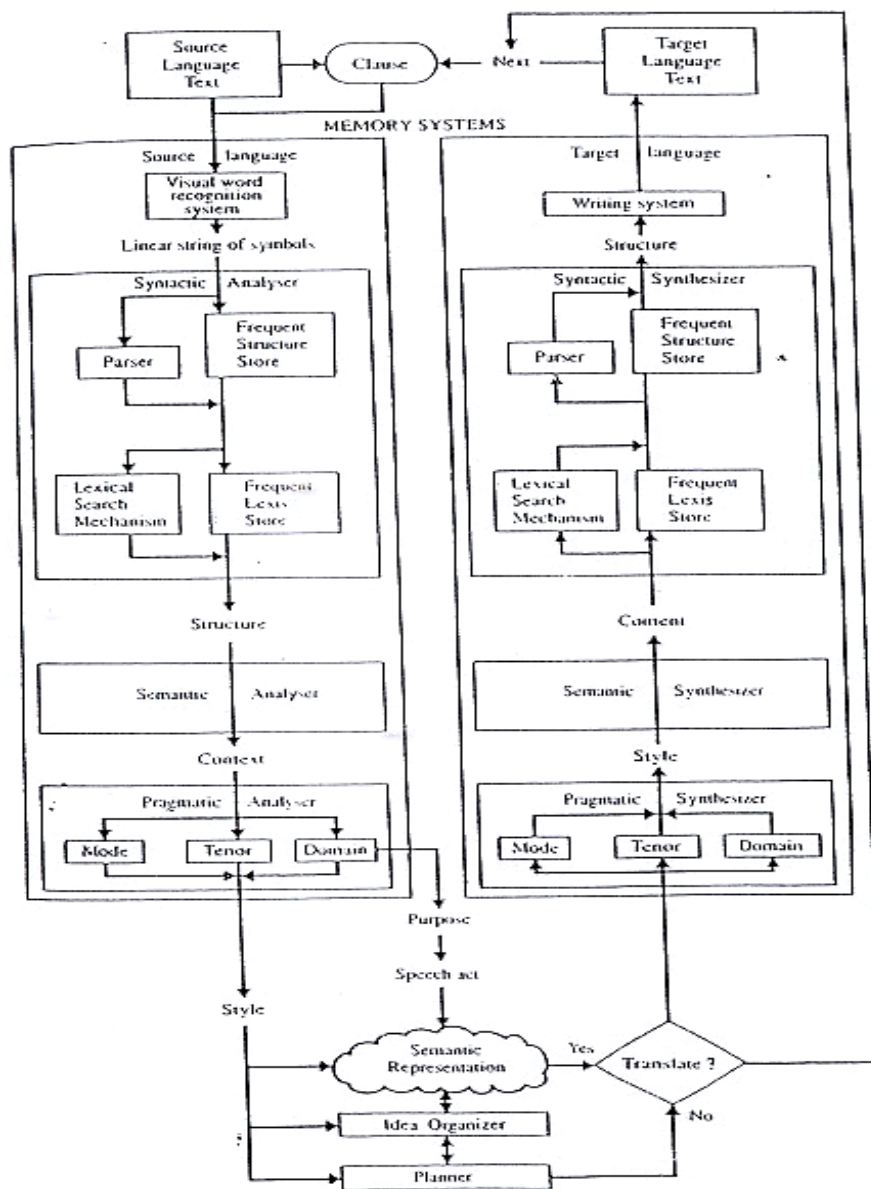 Source
Language
Text
Clause
Next
Target
Language
Text
MEMORY SYSTEMS
Source language
Visual word
recognition
system
Linear string of symbols
Syntactic Analyser
Parser
Frequent
Structure
Store
Lexical
Search
Mechanism
Frequent
Lexis
Store
Structure
Semantic Analyser
Context
Pragmatic Analyser
Mode
Tenor
Domain
Purpose
Speech act
Style
Semantic
Representation
Idea Organizer
Planner
Yes
Translate ?
No
Target Language
Writing system
Structure
Syntactic Synthesizer
Parser
Frequent
Structure
Store
Lexical
Search
Mechanism
Frequent
Lexis
Store
Content
Semantic Synthesizer
Style
Pragmatic Synthesizer
Mode
Tenor
Domain